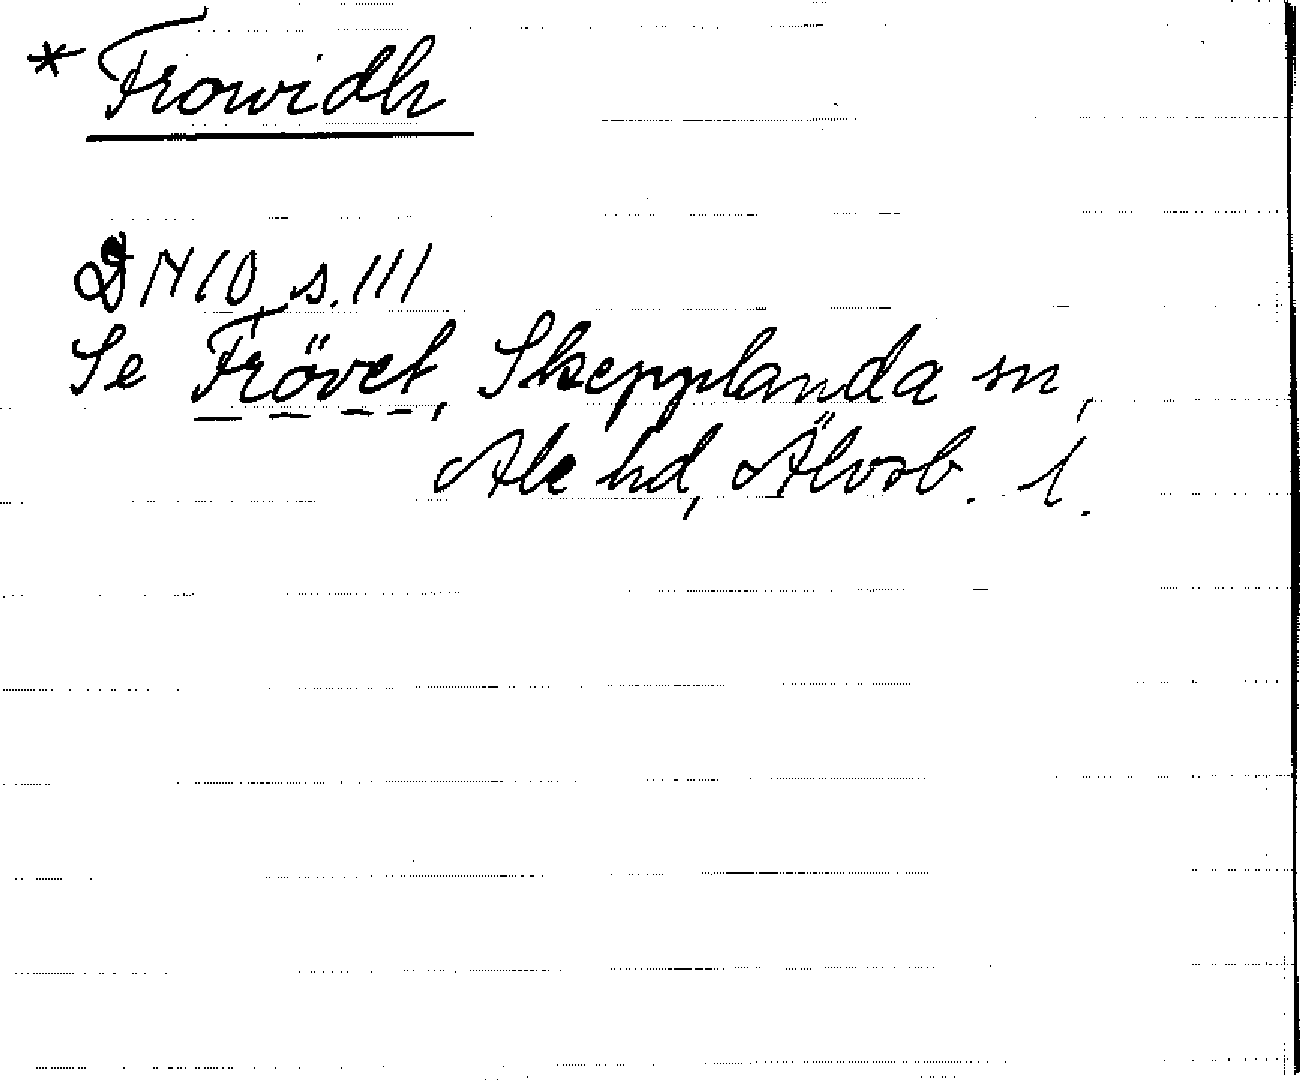 * Frowidh
DN 10 s. 111
Se Frövet, Skepplanda sn,
Ale hd, Älvsb. l.